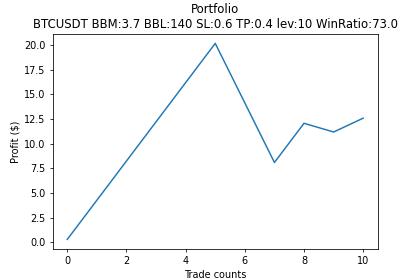 Portfolio
BTCUSDT BBM:3.7 BBL:140 SL:0.6 TP:0.4 lev:10 WinRatio:73.0
20.0
17.5
15.0
12.5
10.0
7.5
5.0
2.5
0.0
Profit ($)
0 2 4 6 8 10
Trade counts